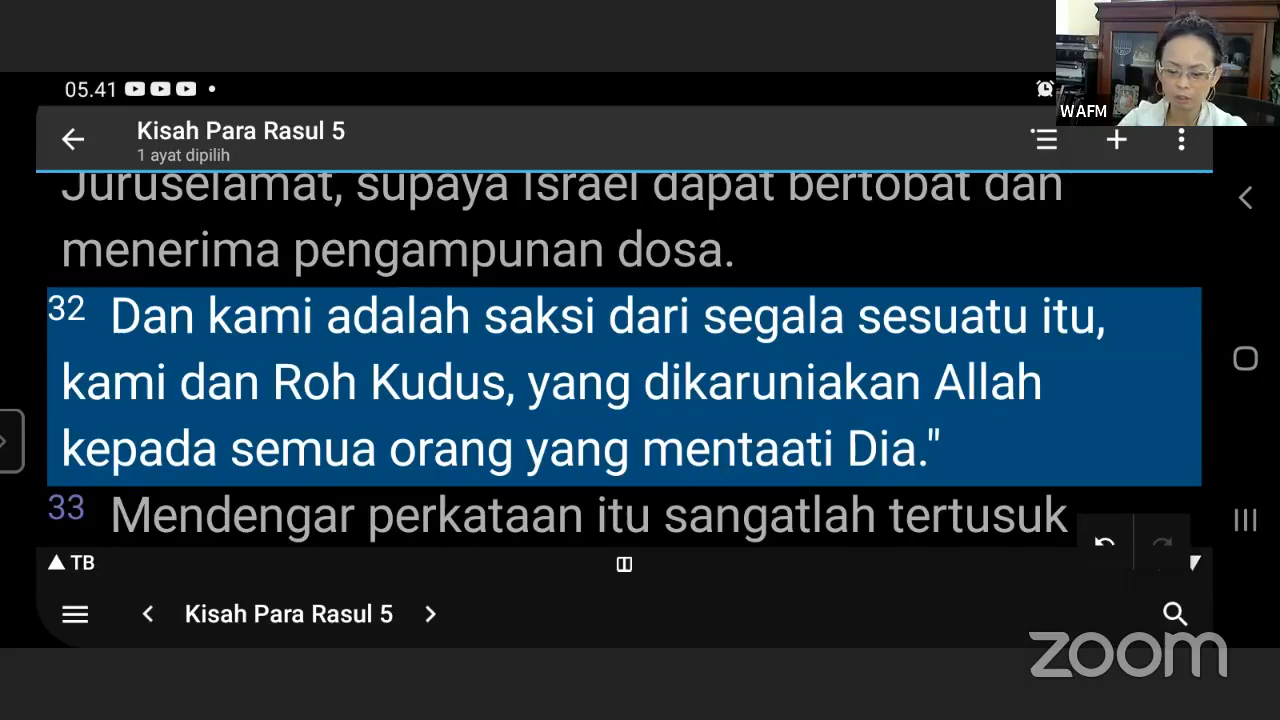 WAFM
05.41
Kisah Para Rasul 5
1 ayat dipilih
Juruselamat, supaya Israel dapat bertobat dan
menerima pengampunan dosa.
32 Dan kami adalah saksi dari segala sesuatu itu,
kami dan Roh Kudus, yang dikaruniakan Allah
kepada semua orang yang mentaati Dia."
33 Mendengar perkataan itu sangatlah tertusuk
TB
Kisah Para Rasul 5
zoom